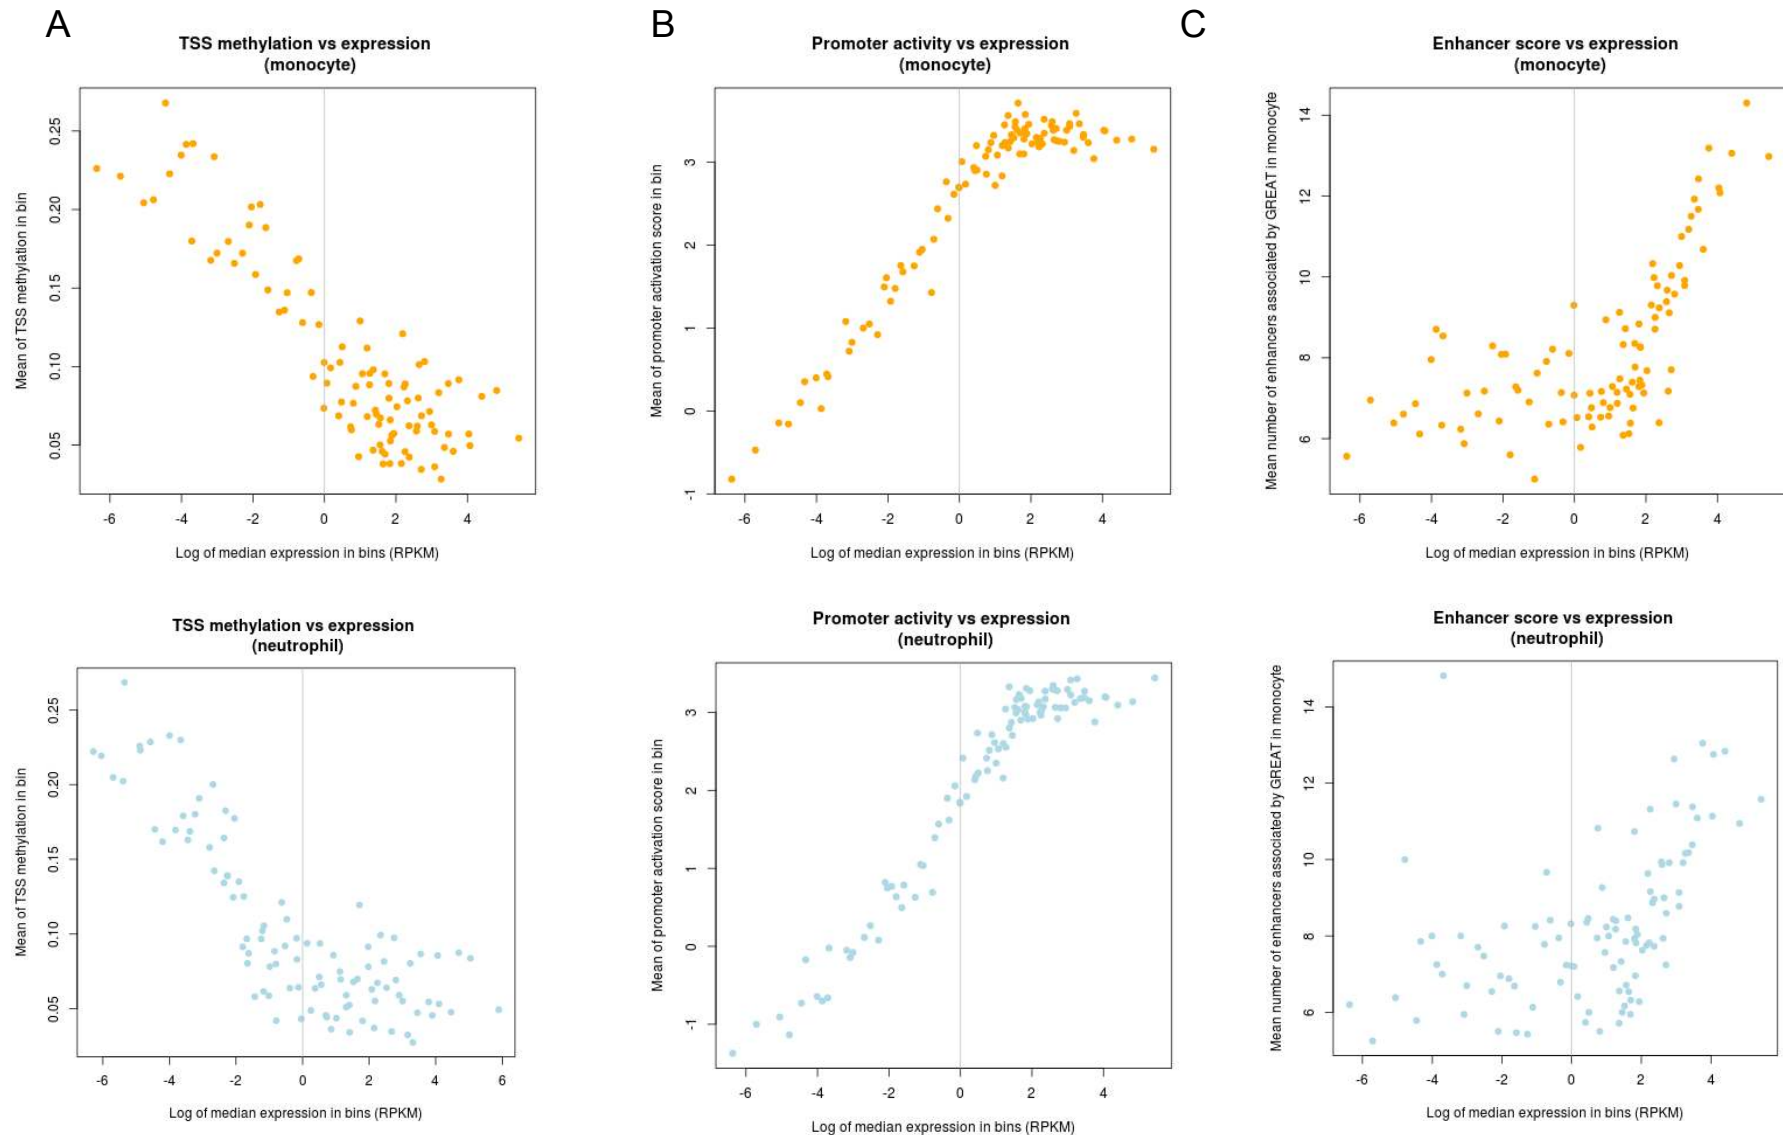 A
TSS methylation vs expression
(monocyte)
Mean of TSS methylation in bin
0.05 0.10 0.15 0.20 0.25
-6 -4 -2 0 2 4
Log of median expression in bins (RPKM)
B
Promoter activity vs expression
(monocyte)
Mean of promoter activation score in bin
-1 0 1 2 3
-6 -4 -2 0 2 4
Log of median expression in bins (RPKM)
C
Enhancer score vs expression
(monocyte)
Mean number of enhancers associated by GREAT in monocyte
6 8 10 12 14
-6 -4 -2 0 2 4
Log of median expression in bins (RPKM)
TSS methylation vs expression
(neutrophil)
Mean of TSS methylation in bin
0.05 0.10 0.15 0.20 0.25
-6 -4 -2 0 2 4 6
Log of median expression in bins (RPKM)
Promoter activity vs expression
(neutrophil)
Mean of promoter activation score in bin
-1 0 1 2 3
-6 -4 -2 0 2 4
Log of median expression in bins (RPKM)
Enhancer score vs expression
(neutrophil)
Mean number of enhancers associated by GREAT in monocyte
6 8 10 12 14
-6 -4 -2 0 2 4
Log of median expression in bins (RPKM)